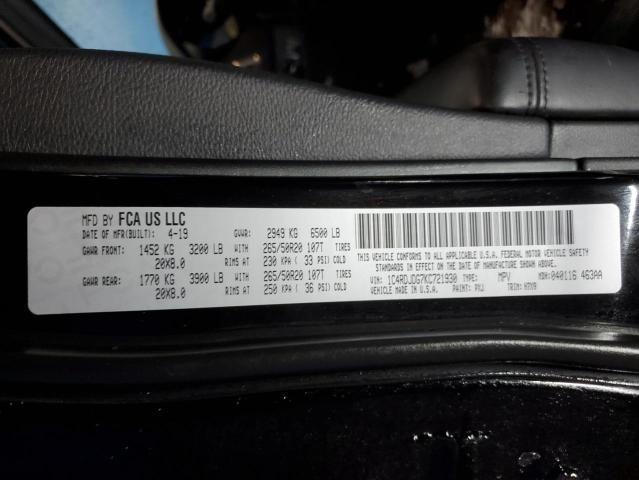 MFD BY FCA US LLC
DATE OF MFR(BUILT): 4-19 GVWR: 2949 KG 6500 LB
GAWR FRONT: 1452 KG 3200 LB WITH 265/50R20 107T TIRES
20X8.0 RIMS AT 230 KPA ( 33 PSI) COLD
GAWR REAR: 1770 KG 3900 LB WITH 265/50R20 107T TIRES
20X8.0 RIMS AT 250 KPA ( 36 PSI) COLD
THIS VEHICLE CONFORMS TO ALL APPLICABLE U.S.A. FEDERAL MOTOR VEHICLE SAFETY
STANDARDS IN EFFECT ON THE DATE OF MANUFACTURE SHOWN ABOVE.
VIN: 1C4RDJDG7KC721930 TYPE: MPV MDH: 040116 463AA
MADE IN U.S.A. PAINT: PXJ TRIM: H7X9